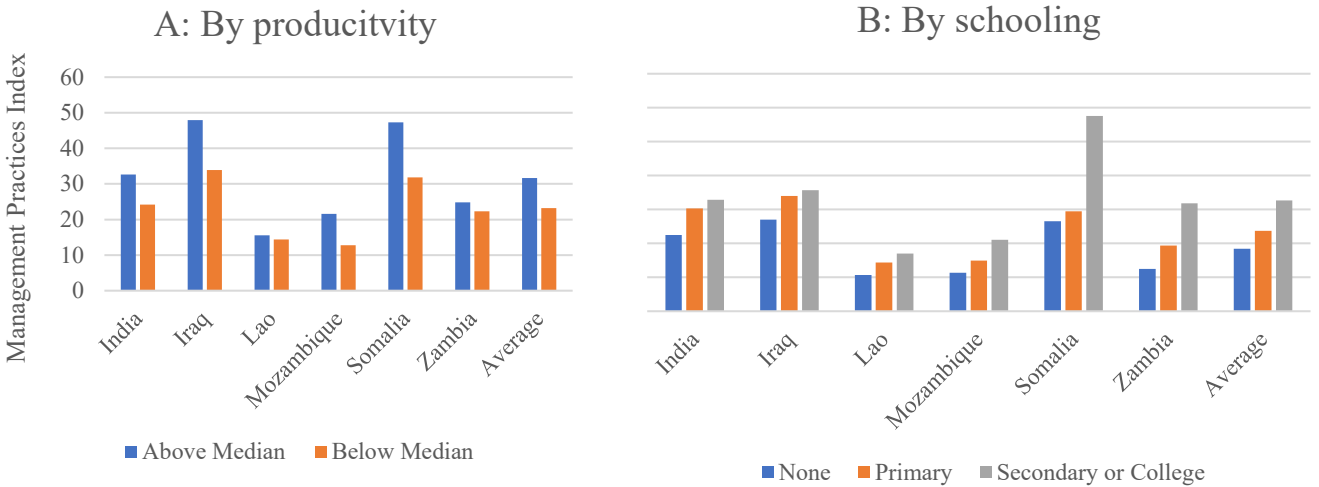 A: By producitvity
Management Practices Index
60
50
40
30
20
10
0
India
Iraq
Lao
Mozambique
Somalia
Zambia
Average
Above Median
Below Median
B: By schooling
India
Iraq
Lao
Mozambique
Somalia
Zambia
Average
None
Primary
Secondary or College